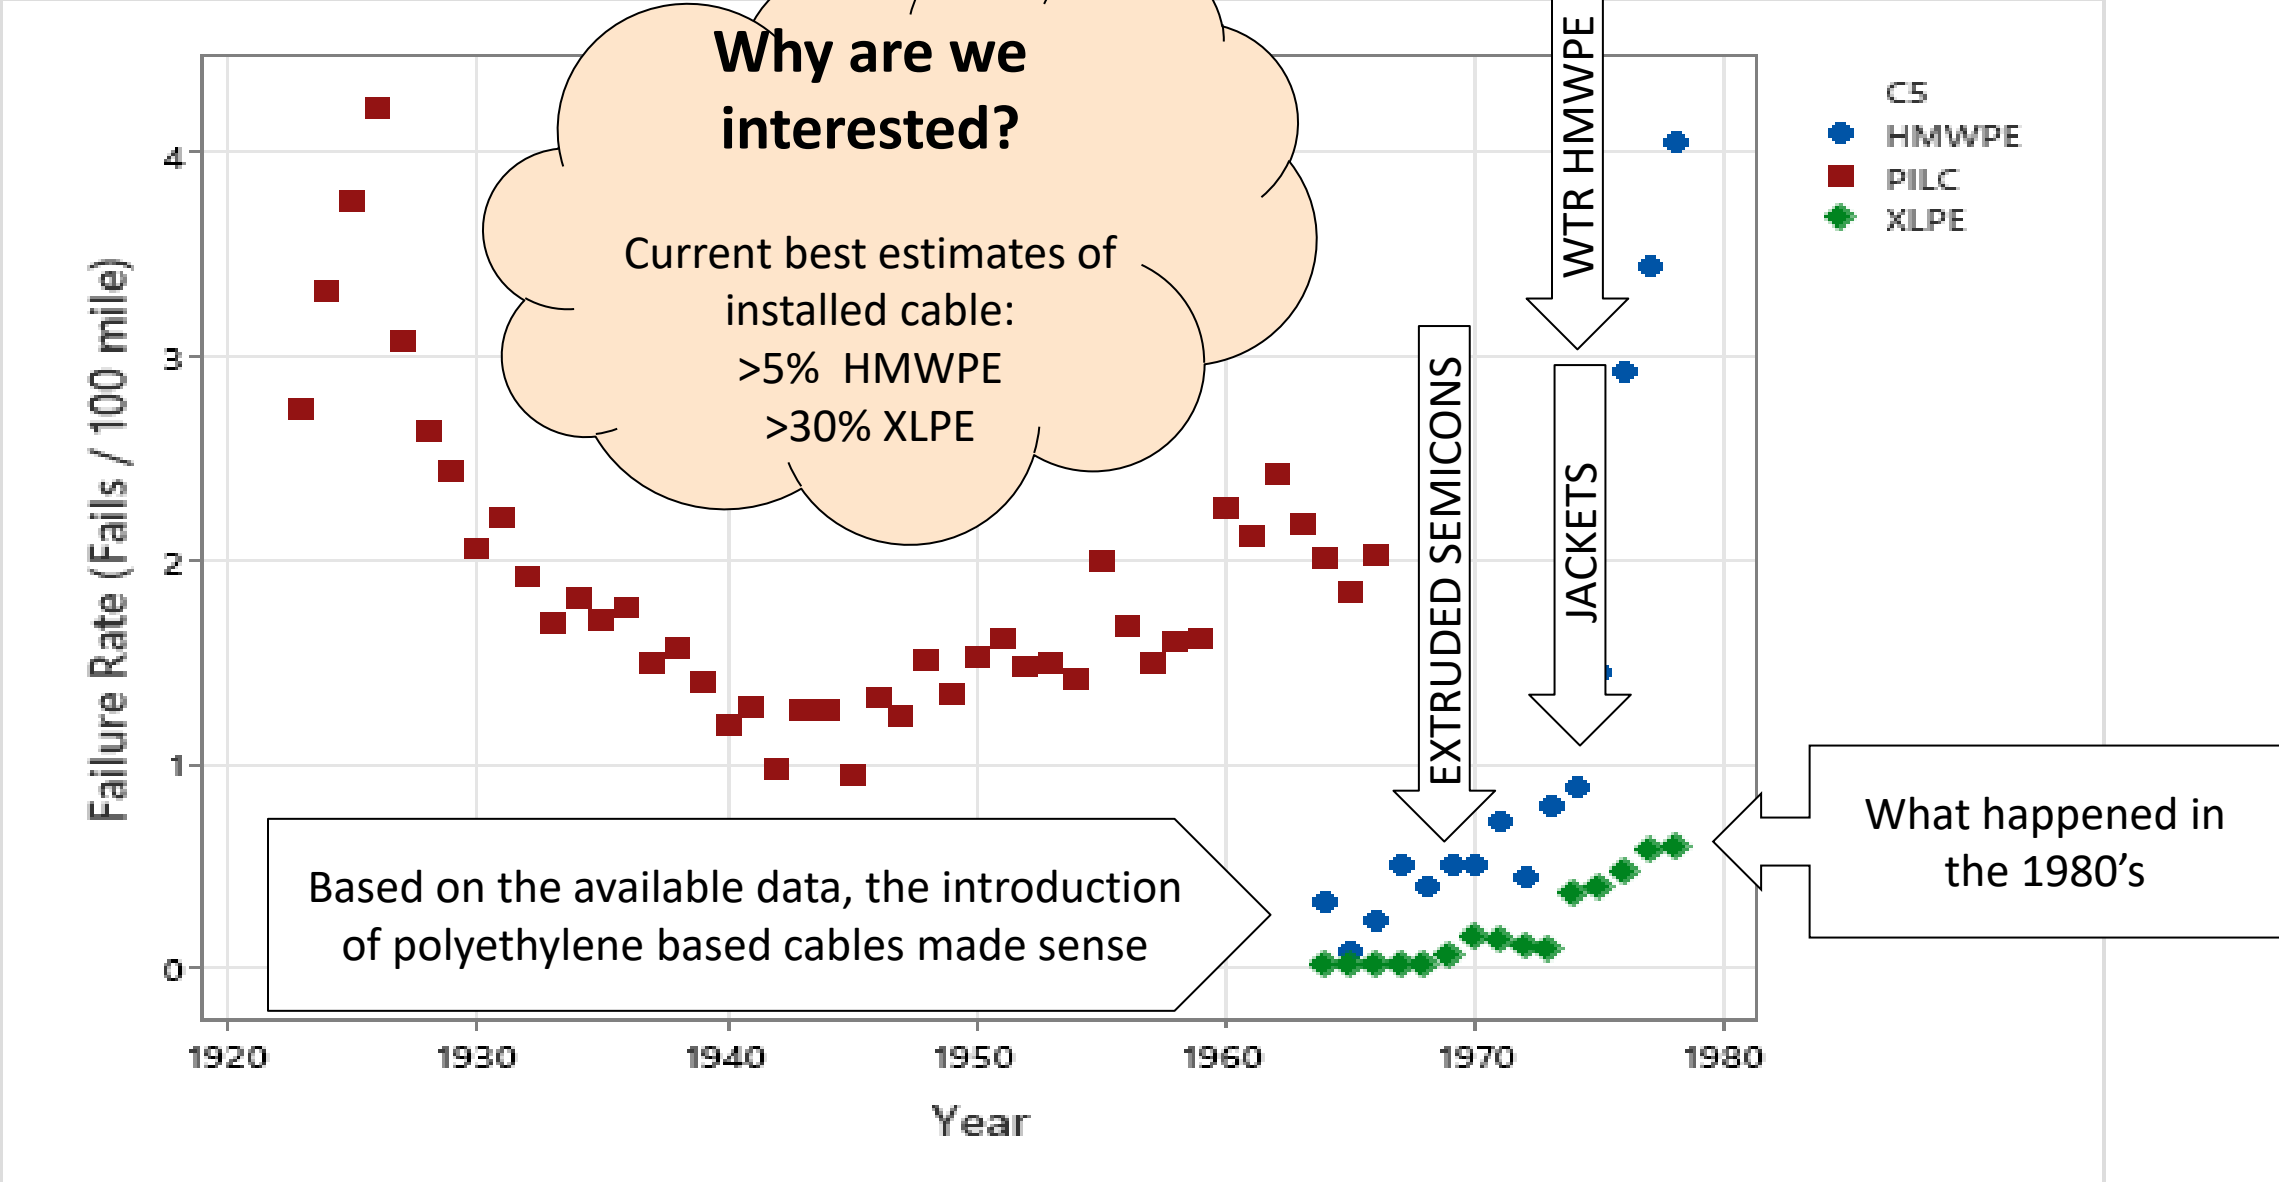 Why are we
interested?
Current best estimates of
installed cable:
>5%  HMWPE
>30% XLPE
WTR HMWPE
EXTRUDED SEMICONS
JACKETS
C5
HMWPE
PILC
XLPE
Failure Rate (Fails / 100 mile)
4
3
2
1
0
Based on the available data, the introduction
of polyethylene based cables made sense
What happened in
the 1980’s
1920 1930 1940 1950 1960 1970 1980
Year